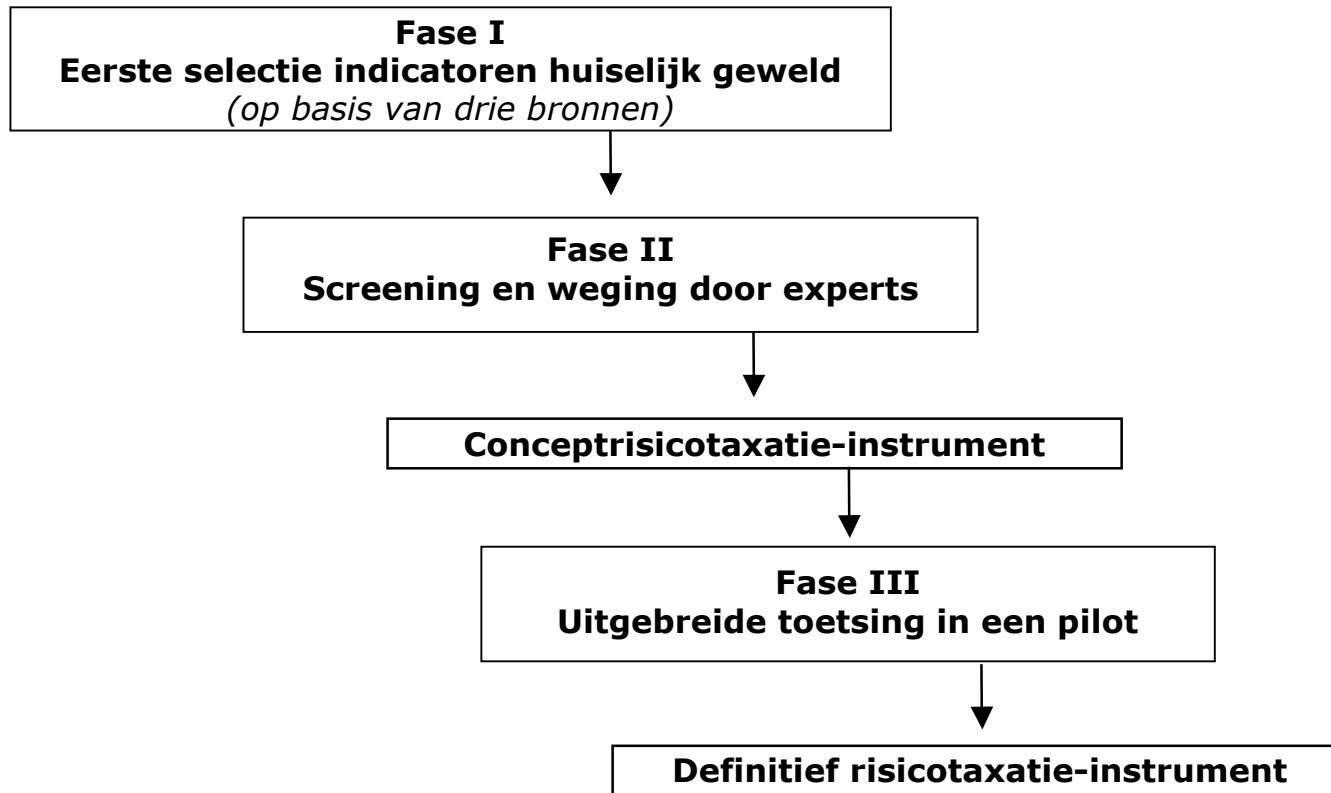 Fase I
Eerste selectie indicatoren huiselijk geweld
(op basis van drie bronnen)
Fase II
Screening en weging door experts
Conceptrisicotaxatie-instrument
Fase III
Uitgebreide toetsing in een pilot
Definitief risicotaxatie-instrument